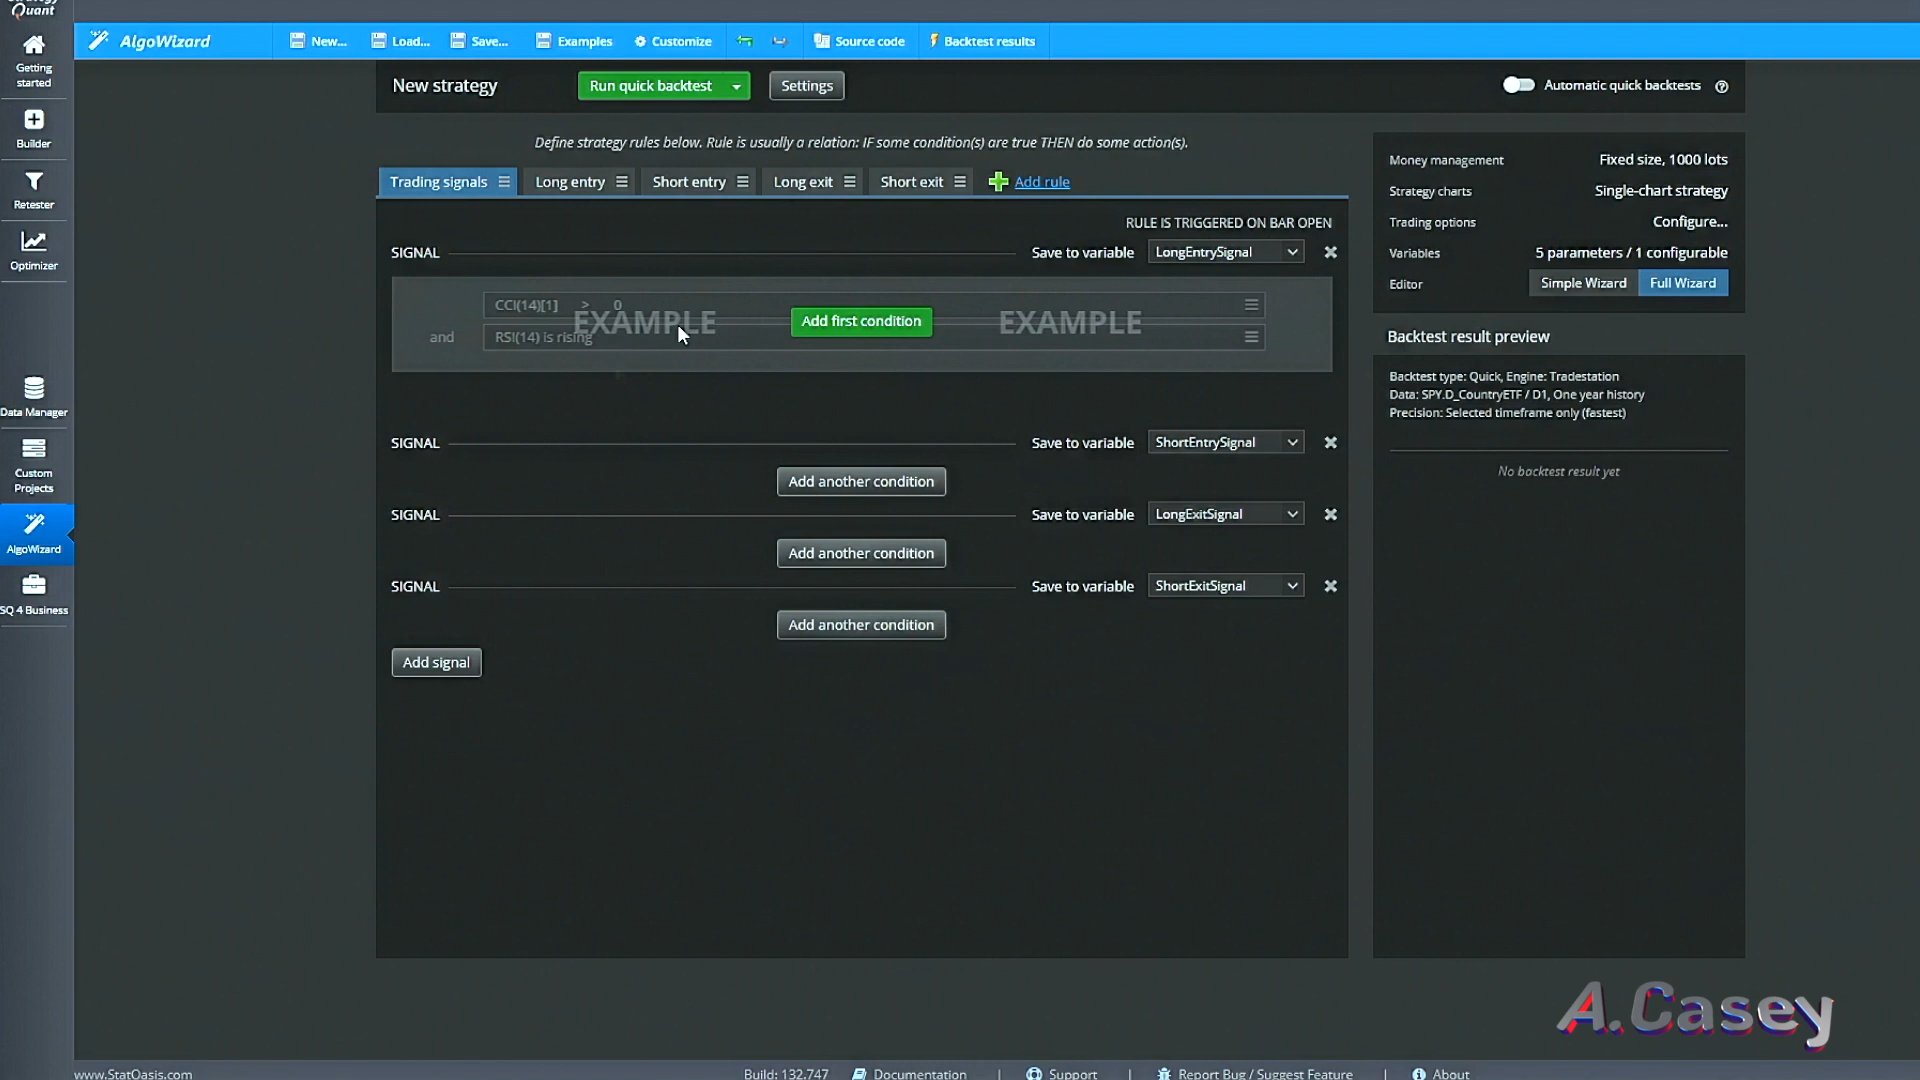 Quant
AlgoWizard
New...
Load...
Save...
Examples
Customize
Source code
Backtest results
Getting
started
Builder
Retester
Optimizer
Data Manager
Custom
Projects
AlgoWizard
SQ 4 Business
New strategy
Run quick backtest
Settings
Automatic quick backtests
Define strategy rules below. Rule is usually a relation: IF some condition(s) are true THEN do some action(s).
Trading signals
Long entry
Short entry
Long exit
Short exit
Add rule
RULE IS TRIGGERED ON BAR OPEN
SIGNAL
Save to variable
LongEntrySignal
CCI(14)[1] > 0
EXAMPLE
Add first condition
EXAMPLE
and
RSI(14) is rising
SIGNAL
Save to variable
ShortEntrySignal
Add another condition
SIGNAL
Save to variable
LongExitSignal
Add another condition
SIGNAL
Save to variable
ShortExitSignal
Add another condition
Add signal
Money management Fixed size, 1000 lots
Strategy charts Single-chart strategy
Trading options Configure...
Variables 5 parameters / 1 configurable
Editor Simple Wizard Full Wizard
Backtest result preview
Backtest type: Quick, Engine: Tradestation
Data: SPY.D_CountryETF / D1, One year history
Precision: Selected timeframe only (fastest)
No backtest result yet
A.Casey
www.StatOasis.com
Build: 132.747
Documentation
|
Support
|
Report Bug / Suggest Feature
|
About